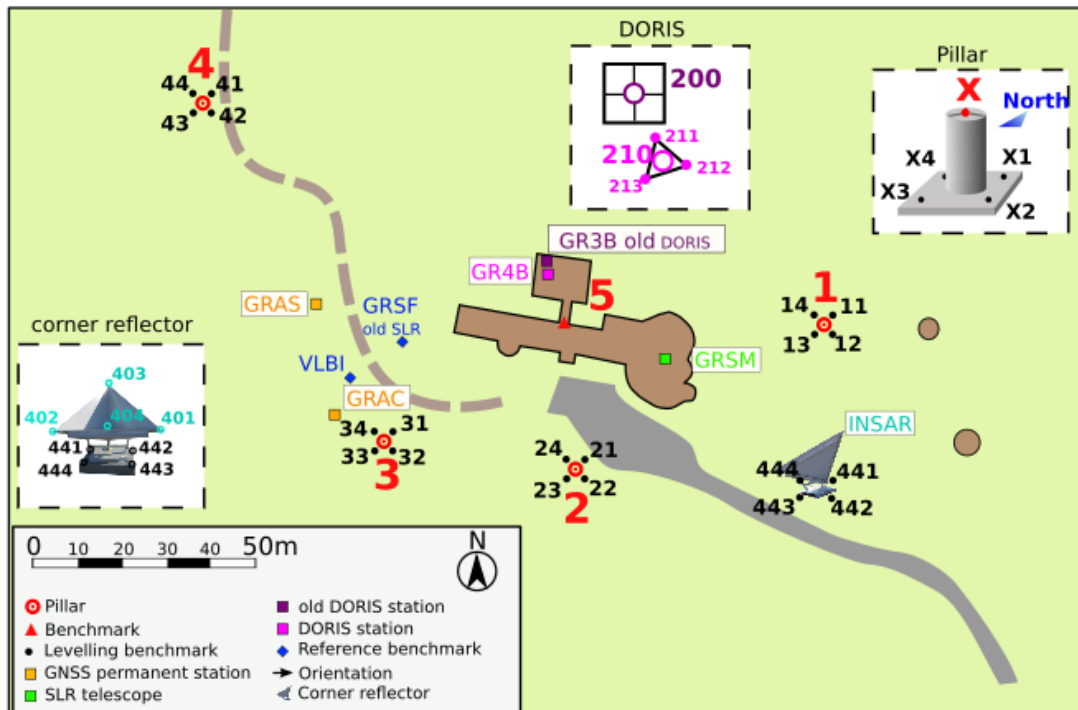 DORIS
200
211
210
212
213
Pillar
X
North
X4
X1
X3
X2
4
44
41
43
42
GR3B old DORIS
GR4B
5
GRAS
GRSF
old SLR
VLBI
GRAC
GRSM
1
14
11
13
12
corner reflector
403
402
404
401
441
442
444
443
34
31
33
32
3
24
21
23
22
2
INSAR
444
441
443
442
0 10 20 30 40 50m
N
Pillar
Benchmark
Levelling benchmark
GNSS permanent station
SLR telescope
old DORIS station
DORIS station
Reference benchmark
Orientation
Corner reflector